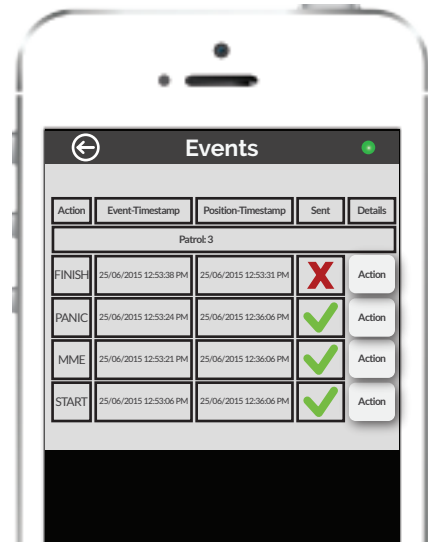 Events
Action Event-Timestamp Position-Timestamp Sent Details
Patrol: 3
FINISH 25/06/2015 12:53:38 PM 25/06/2015 12:53:31 PM X Action
PANIC 25/06/2015 12:53:24 PM 25/06/2015 12:36:06 PM Action
MME 25/06/2015 12:53:21 PM 25/06/2015 12:36:06 PM Action
START 25/06/2015 12:53:06 PM 25/06/2015 12:36:06 PM Action